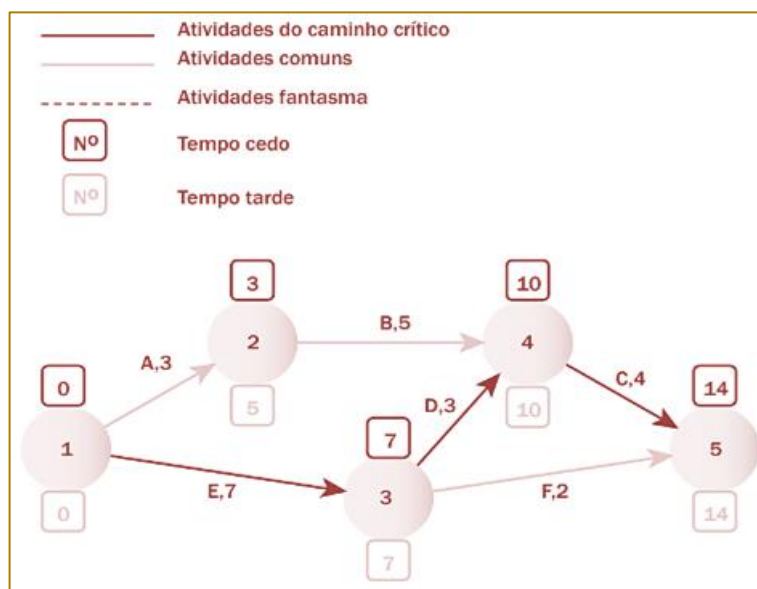 Atividades do caminho crítico
Atividades comuns
Atividades fantasma
Nº Tempo cedo
Nº Tempo tarde
3
10
2
B,5
4
A,3
C,4
0
5
D,3
10
14
1
7
5
E,7
3
F,2
0
7
14